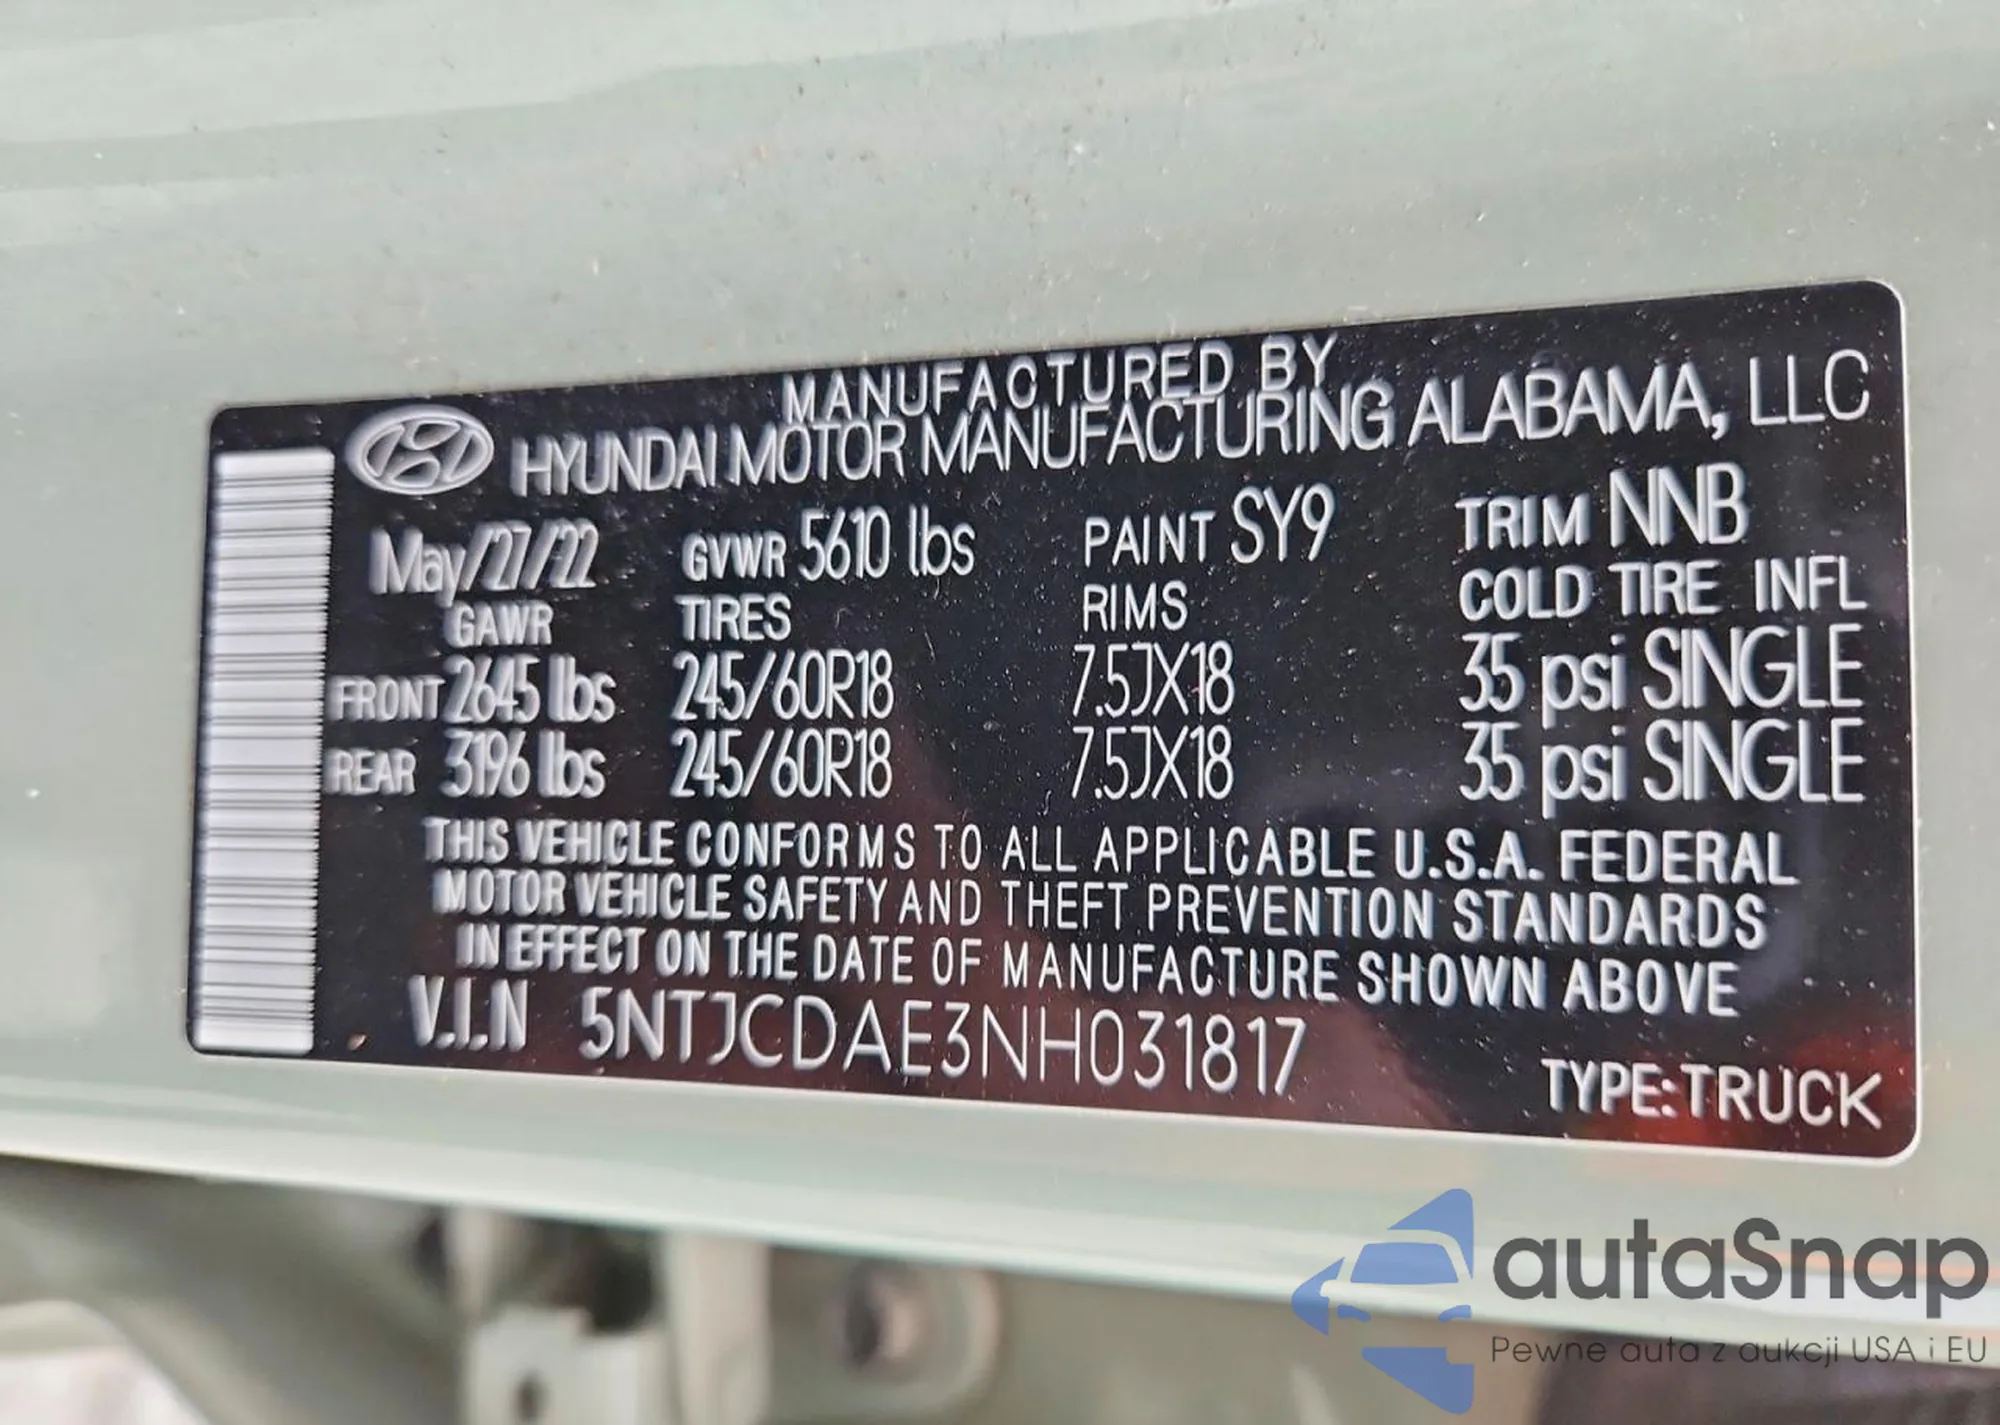 MANUFACTURED BY
HYUNDAI MOTOR MANUFACTURING ALABAMA, LLC
May/27/22 GVWR 5610 lbs PAINT SY9 TRIM NNB
GAWR TIRES RIMS COLD TIRE INFL
FRONT 2645 lbs 245/60R18 7.5JX18 35 psi SINGLE
REAR 3196 lbs 245/60R18 7.5JX18 35 psi SINGLE
THIS VEHICLE CONFORMS TO ALL APPLICABLE U.S.A. FEDERAL
MOTOR VEHICLE SAFETY AND THEFT PREVENTION STANDARDS
IN EFFECT ON THE DATE OF MANUFACTURE SHOWN ABOVE
V.I.N 5NTJCDAE3NH031817
TYPE:TRUCK
autaSnap
Pewne auta z aukcji USA i EU